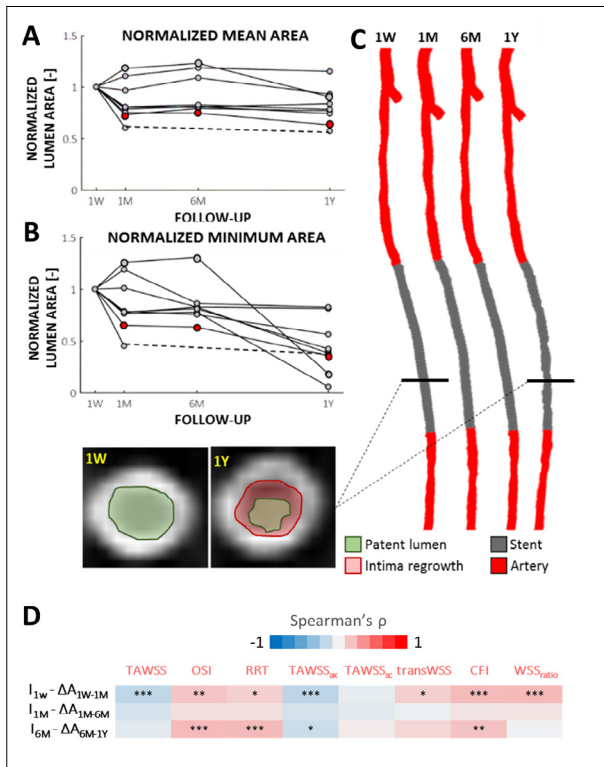 A
NORMALIZED MEAN AREA
NORMALIZED
LUMEN AREA [-]
1.5
1
0.5
0
1W 1M 6M 1Y
FOLLOW-UP
B
NORMALIZED MINIMUM AREA
NORMALIZED
LUMEN AREA [-]
1.5
1
0.5
0
1W 1M 6M 1Y
FOLLOW-UP
1W
1Y
C
1W 1M 6M 1Y
Patent lumen
Stent
Intima regrowth
Artery
D
Spearman's ρ
-1 1
TAWSS OSI RRT TAWSSax TAWSSsc transWSS CFI WSSratio
I1w - ΔA1W-1M *** ** * *** * *** ***
I1M - ΔA1M-6M
I6M - ΔA6M-1Y *** *** * **